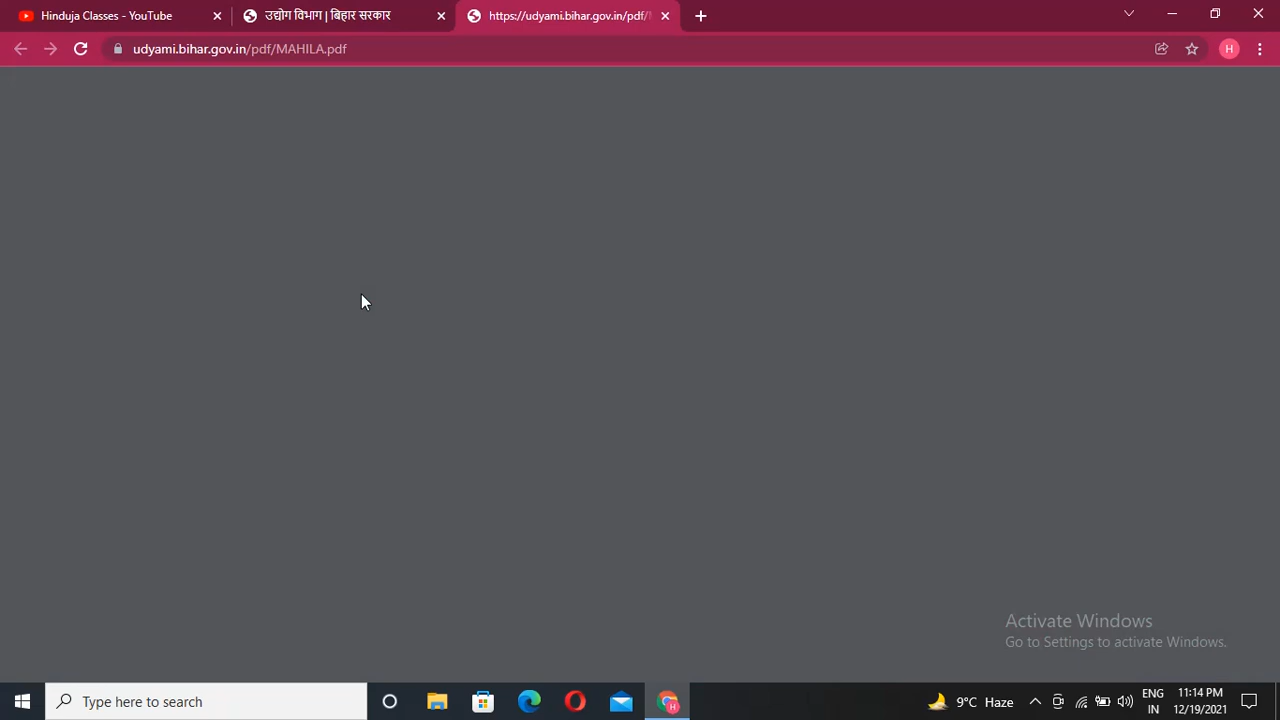 Hinduja Classes - YouTube
उद्योग विभाग | बिहार सरकार
https://udyami.bihar.gov.in/pdf/
udyami.bihar.gov.in/pdf/MAHILA.pdf
H
Activate Windows
Go to Settings to activate Windows.
Type here to search
H
9°C Haze
ENG
IN
11:14 PM
12/19/2021